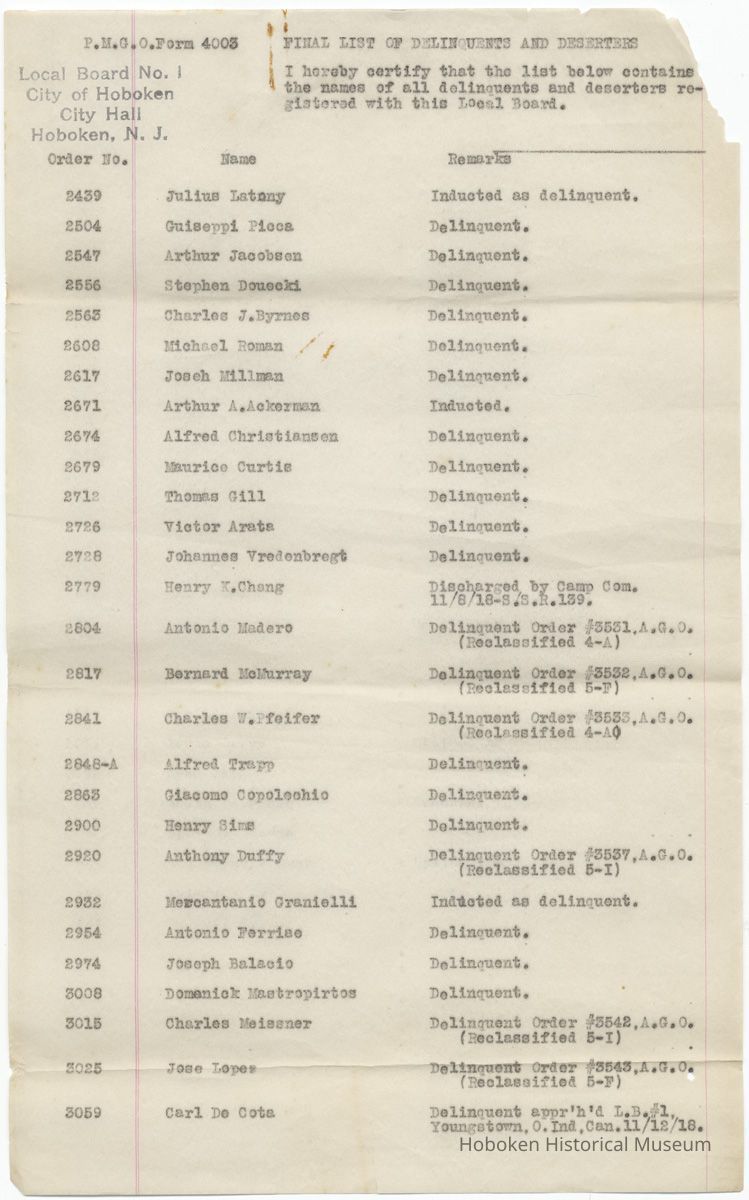 P.M.G.O.Form 4003 FINAL LIST OF DELINQUENTS AND DESERTERS
Local Board No. 1
City of Hoboken
City Hall
Hoboken, N. J.
I hereby certify that the list below contains
the names of all delinquents and deserters re-
gistered with this Local Board.
Order No. Name Remarks
2439 Julius Latony Inducted as delinquent.
2504 Guiseppi Picca Delinquent.
2547 Arthur Jacobsen Delinquent.
2556 Stephen Douecki Delinquent.
2563 Charles J.Byrnes Delinquent.
2608 Michael Roman Delinquent.
2617 Joseh Millman Delinquent.
2671 Arthur A.Ackerman Inducted.
2674 Alfred Christiansen Delinquent.
2679 Maurice Curtis Delinquent.
2712 Thomas Gill Delinquent.
2726 Victor Arata Delinquent.
2728 Johannes Vredenbregt Delinquent.
2779 Henry K.Chang Discharged by Camp Com.
11/8/18-S.S.R.139.
2804 Antonio Madero Delinquent Order #3531,A.G.O.
(Reclassified 4-A)
2817 Bernard McMurray Delinquent Order #3532,A.G.O.
(Reclassified 5-F)
2841 Charles W.Pfeifer Delinquent Order #3533,A.G.O.
(Reclassified 4-A)
2848-A Alfred Trapp Delinquent.
2863 Giacomo Copolechio Delinquent.
2900 Henry Sims Delinquent.
2920 Anthony Duffy Delinquent Order #3537,A.G.O.
(Reclassified 5-I)
2932 Mercantanio Granielli Inducted as delinquent.
2954 Antonio Ferriae Delinquent.
2974 Joseph Balacio Delinquent.
3008 Domenick Mastropirtos Delinquent.
3015 Charles Meissner Delinquent Order #3542,A.G.O.
(Reclassified 5-I)
3025 Jose Lopes Delinquent Order #3543,A.G.O.
(Reclassified 5-F)
3059 Carl De Cota Delinquent appr'h'd L.B.#1,
Youngstown,O.Ind,Can.11/12/18.
Hoboken Historical Museum